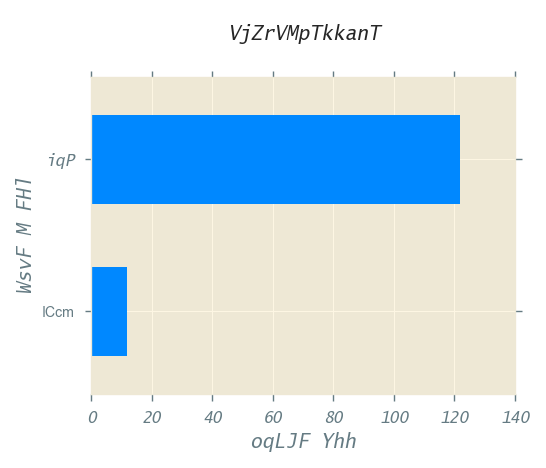 VjZrVMpTkkanT
iqP
WsvF M FHl
lCcm
0 20 40 60 80 100 120 140
oqLJF Yhh